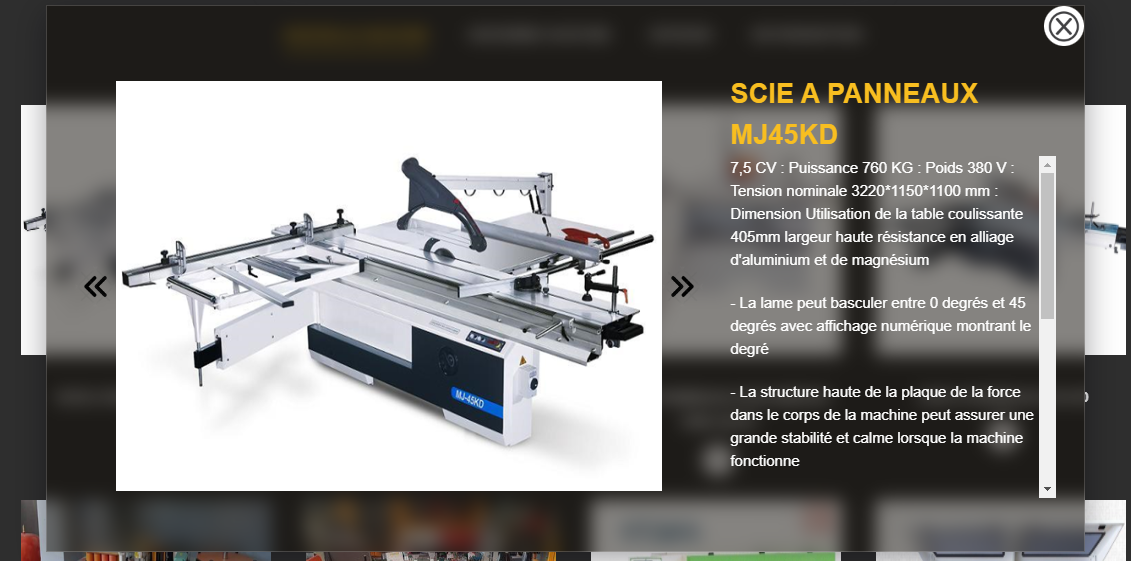 SCIE A PANNEAUX
MJ45KD
7,5 CV : Puissance 760 KG : Poids 380 V :
Tension nominale 3220*1150*1100 mm :
Dimension Utilisation de la table coulissante
405mm largeur haute résistance en alliage
d'aluminium et de magnésium
- La lame peut basculer entre 0 degrés et 45
degrés avec affichage numérique montrant le
degré
- La structure haute de la plaque de la force
dans le corps de la machine peut assurer une
grande stabilité et calme lorsque la machine
fonctionne
MJ-45KD